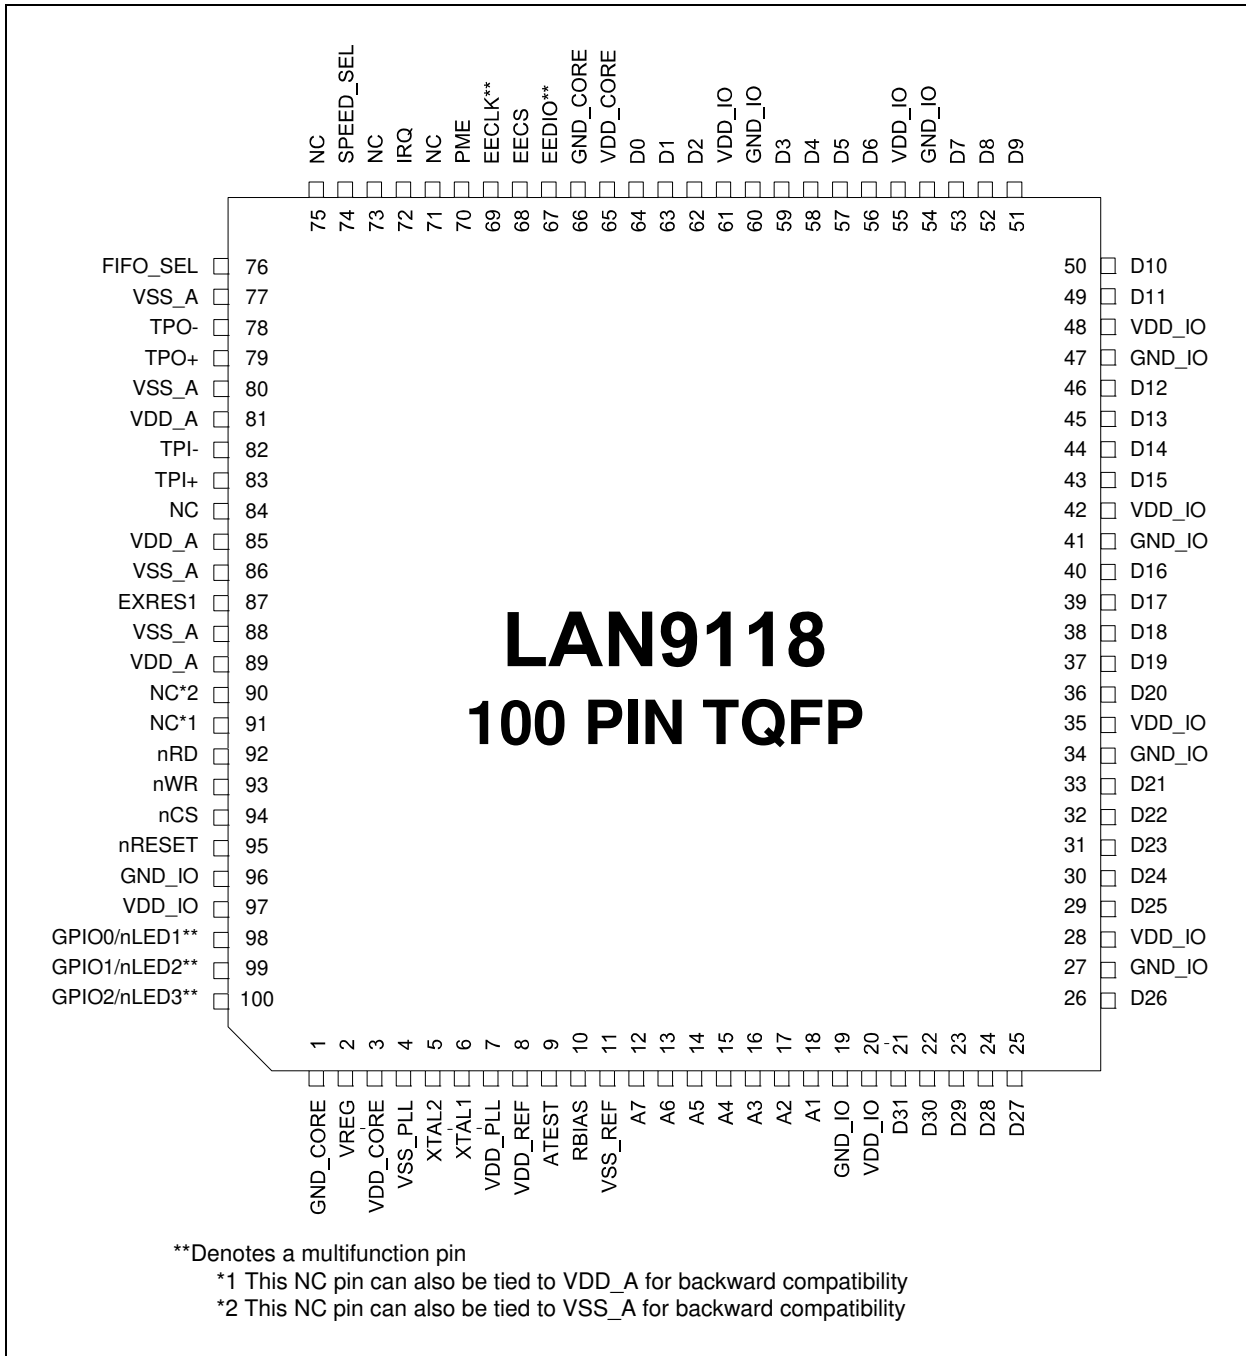 NC SPEED_SEL NC IRQ NC PME EECLK** EECS EEDIO** GND_CORE VDD_CORE D0 D1 D2 VDD_IO GND_IO D3 D4 D5 D6 VDD_IO GND_IO D7 D8 D9
75 74 73 72 71 70 69 68 67 66 65 64 63 62 61 60 59 58 57 56 55 54 53 52 51
FIFO_SEL 76
VSS_A 77
TPO- 78
TPO+ 79
VSS_A 80
VDD_A 81
TPI- 82
TPI+ 83
NC 84
VDD_A 85
VSS_A 86
EXRES1 87
VSS_A 88
VDD_A 89
NC*2 90
NC*1 91
nRD 92
nWR 93
nCS 94
nRESET 95
GND_IO 96
VDD_IO 97
GPIO0/nLED1** 98
GPIO1/nLED2** 99
GPIO2/nLED3** 100
LAN9118
100 PIN TQFP
50 D10
49 D11
48 VDD_IO
47 GND_IO
46 D12
45 D13
44 D14
43 D15
42 VDD_IO
41 GND_IO
40 D16
39 D17
38 D18
37 D19
36 D20
35 VDD_IO
34 GND_IO
33 D21
32 D22
31 D23
30 D24
29 D25
28 VDD_IO
27 GND_IO
26 D26
1 2 3 4 5 6 7 8 9 10 11 12 13 14 15 16 17 18 19 20 21 22 23 24 25
GND_CORE VREG VDD_CORE VSS_PLL XTAL2 XTAL1 VDD_PLL VDD_REF ATEST RBIAS VSS_REF A7 A6 A5 A4 A3 A2 A1 GND_IO VDD_IO D31 D30 D29 D28 D27
**Denotes a multifunction pin
*1 This NC pin can also be tied to VDD_A for backward compatibility
*2 This NC pin can also be tied to VSS_A for backward compatibility